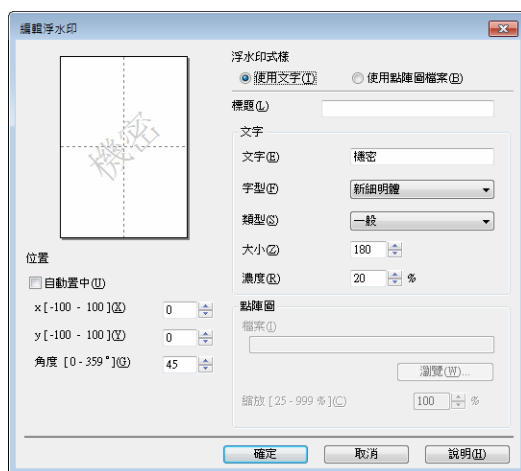 編輯浮水印
機密
位置
自動置中(U)
x [-100 - 100 ](X) 0
y [-100 - 100 ](Y) 0
角度 [0 - 359 °](G) 45
浮水印式樣
使用文字(T) 使用點陣圖檔案(B)
標題(L)
文字
文字(E) 機密
字型(F) 新細明體
類型(S) 一般
大小(Z) 180
濃度(R) 20 %
點陣圖
檔案(I)
瀏覽(W)...
縮放 [ 25 - 999 % ](C) 100 %
確定 取消 說明(H)